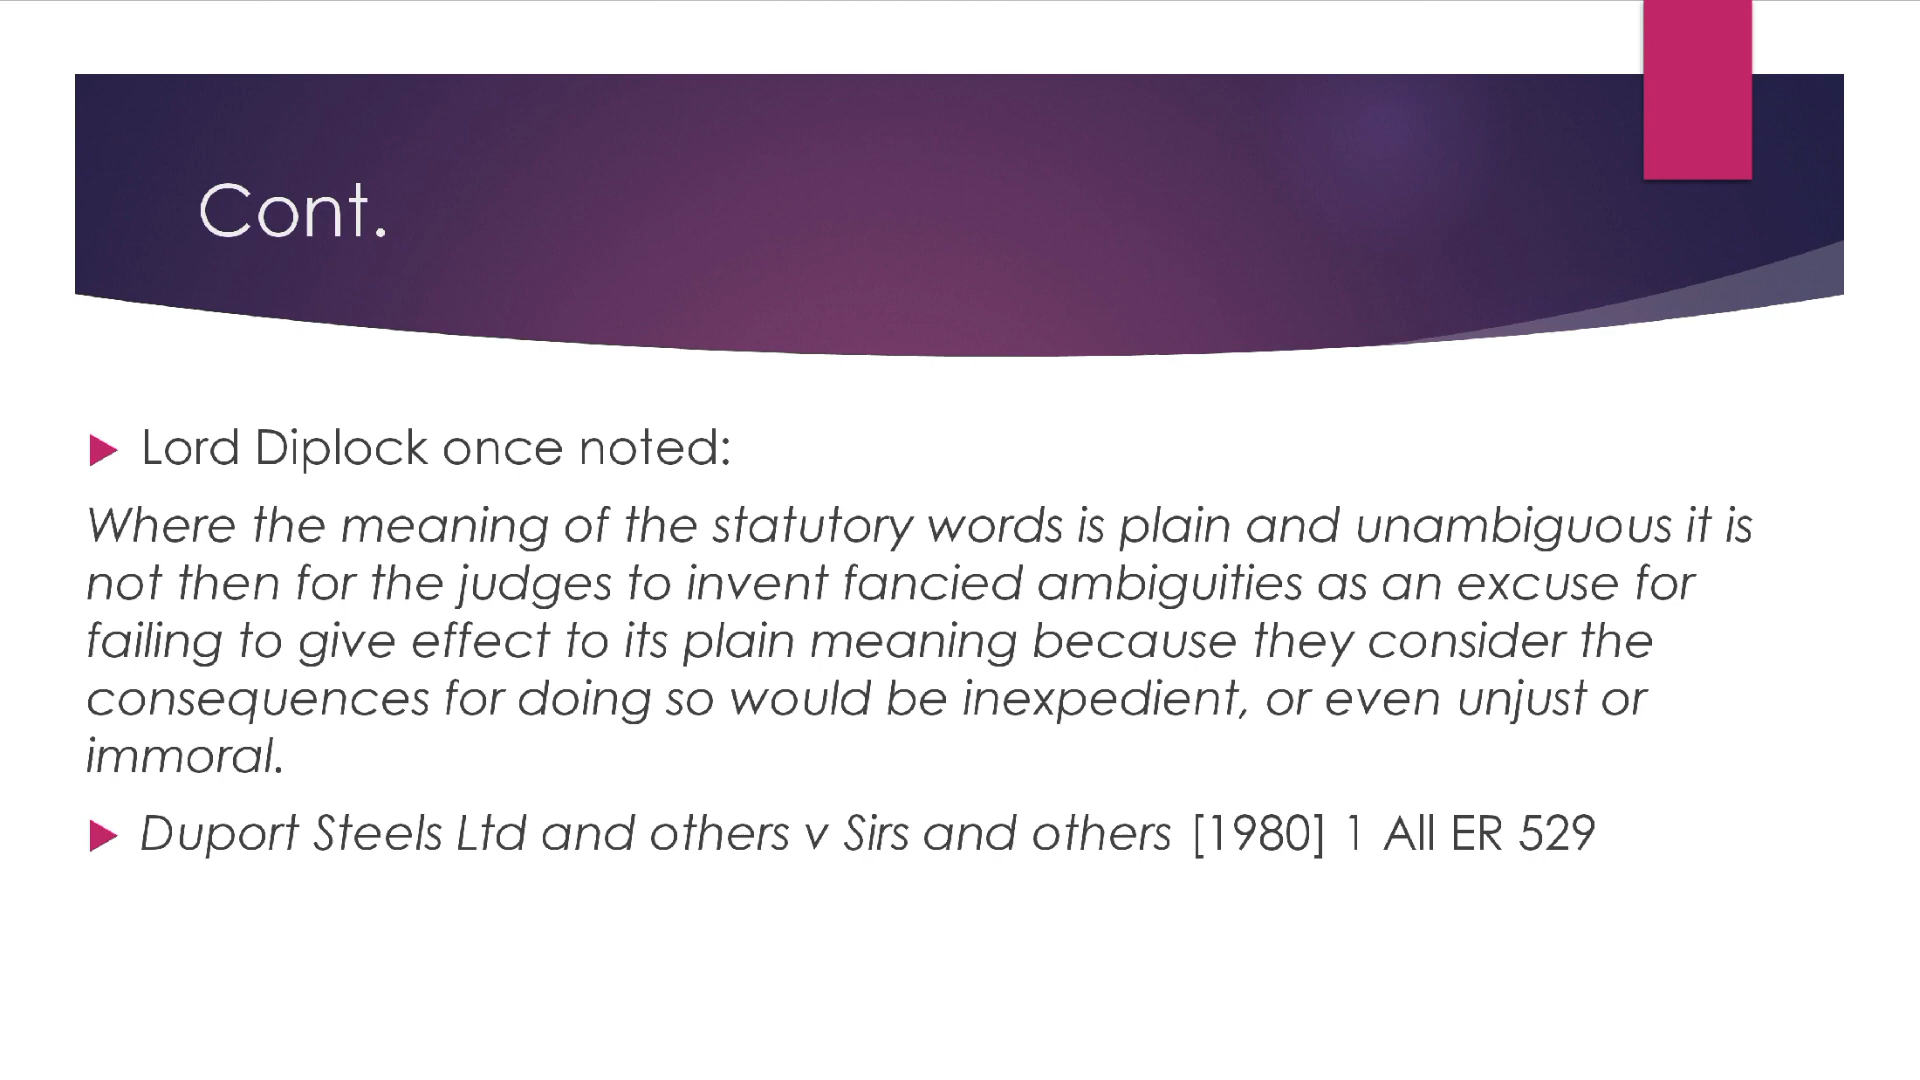 Cont.
Lord Diplock once noted:
Where the meaning of the statutory words is plain and unambiguous it is
not then for the judges to invent fancied ambiguities as an excuse for
failing to give effect to its plain meaning because they consider the
consequences for doing so would be inexpedient, or even unjust or
immoral.
Duport Steels Ltd and others v Sirs and others [1980] 1 All ER 529